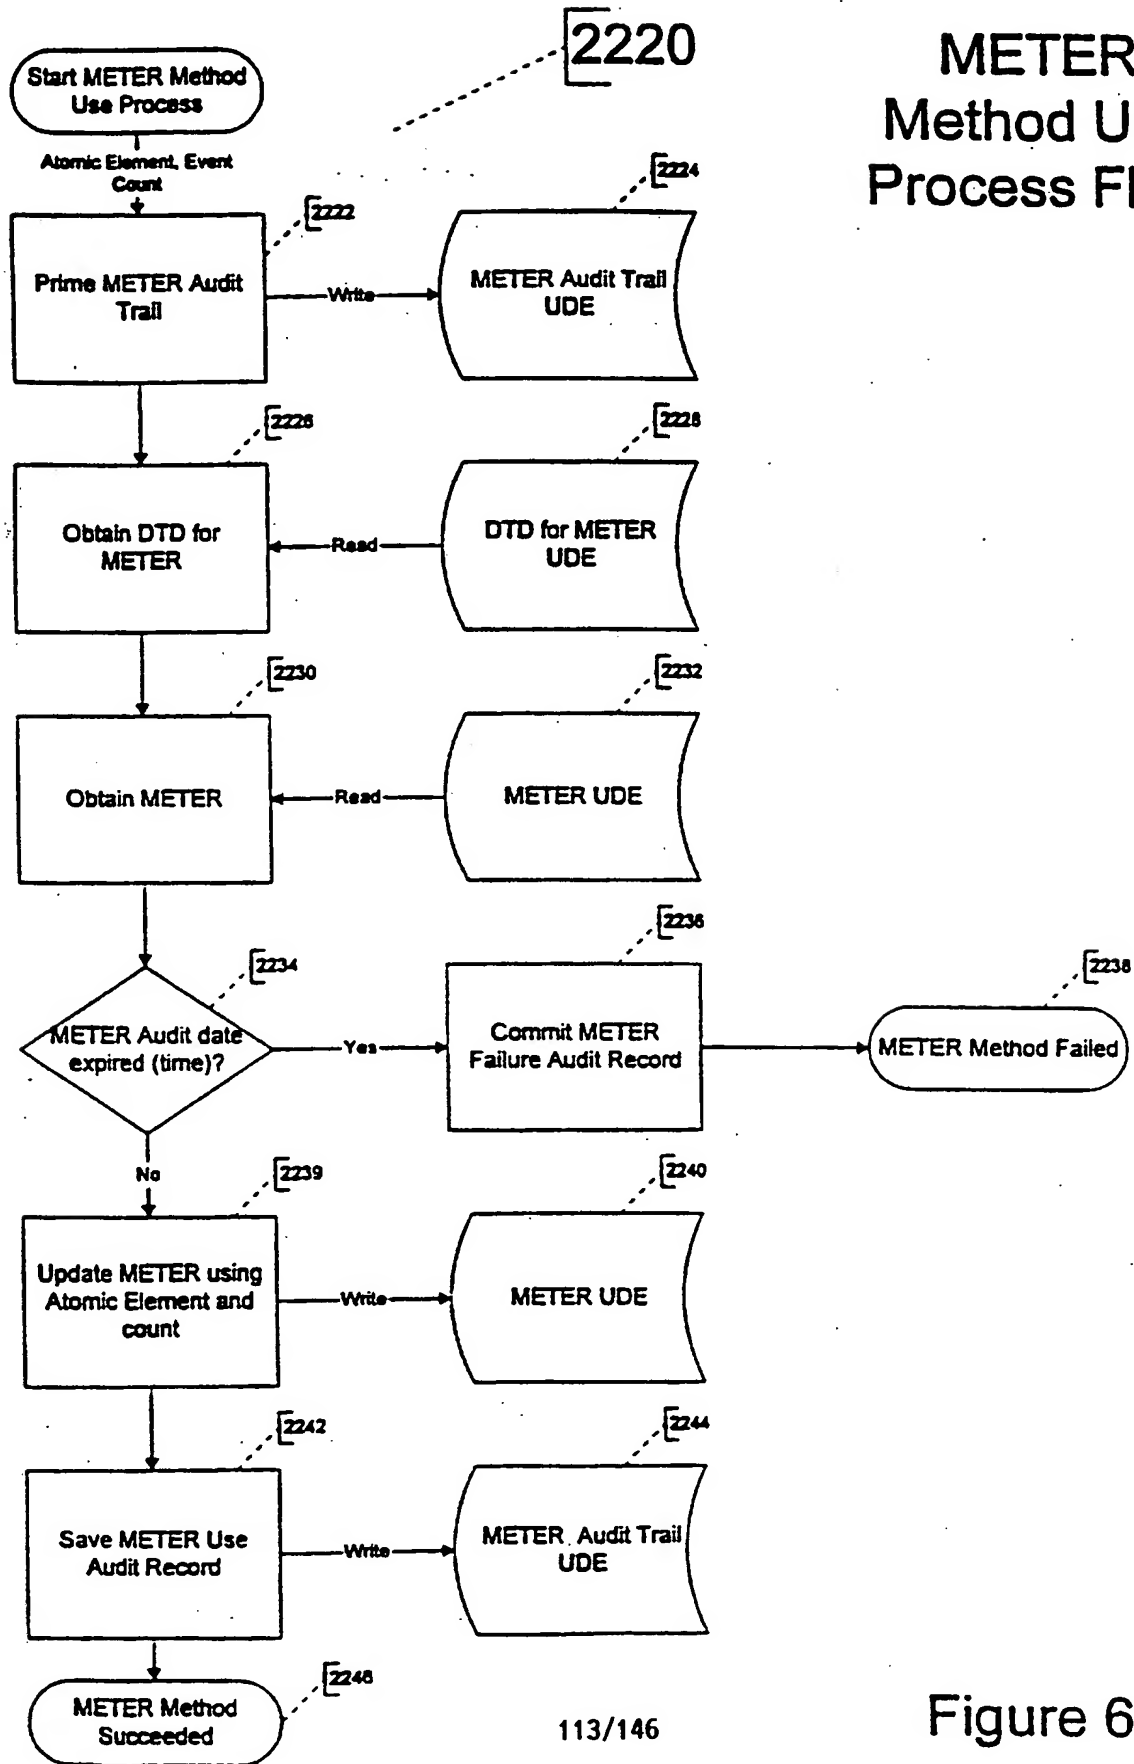 2220
METER
Method U
Process Fl
Start METER Method
Use Process
Atomic Element, Event
Count
2222
2224
Prime METER Audit
Trail
Write
METER Audit Trail
UDE
2226
2228
Obtain DTD for
METER
Read
DTD for METER
UDE
2230
2232
Obtain METER
Read
METER UDE
2234
2236
2238
METER Audit date
expired (time)?
Yes
Commit METER
Failure Audit Record
METER Method Failed
No
2239
2240
Update METER using
Atomic Element and
count
Write
METER UDE
2242
2244
Save METER Use
Audit Record
Write
METER Audit Trail
UDE
2246
METER Method
Succeeded
113/146
Figure 6